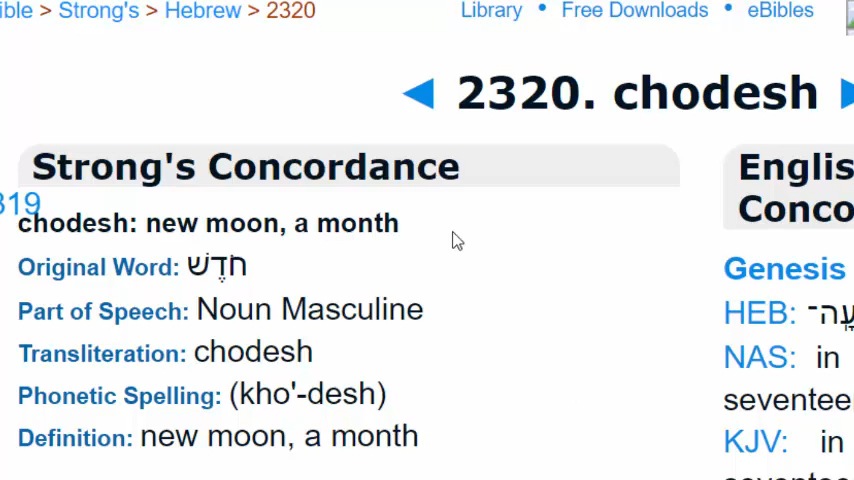 ible > Strong's > Hebrew > 2320
Library • Free Downloads • eBibles
◄ 2320. chodesh ►
319
Strong's Concordance
chodesh: new moon, a month
Original Word: חֹדֶשׁ
Part of Speech: Noun Masculine
Transliteration: chodesh
Phonetic Spelling: (kho'-desh)
Definition: new moon, a month
Englis
Conco
Genesis
HEB: עָה־
NAS: in
seventee
KJV: in